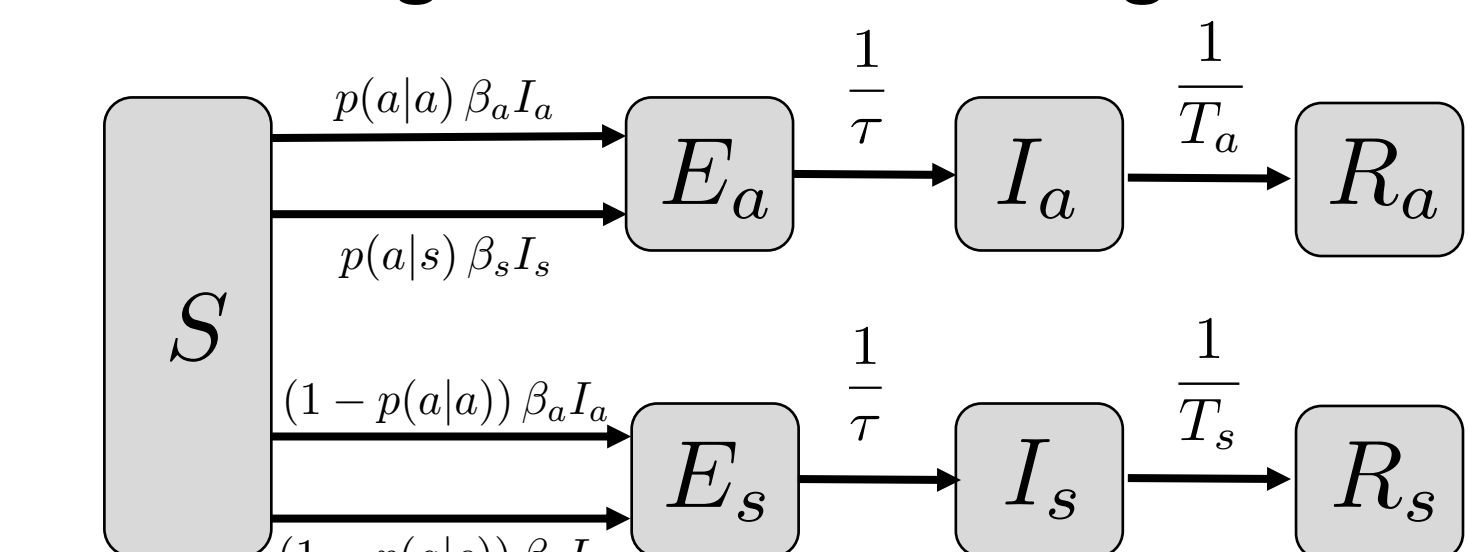 p(a|a) β_a I_a
p(a|s) β_s I_s
(1 − p(a|a)) β_a I_a
S
E_a
1/τ
I_a
1/T_a
R_a
E_s
1/τ
I_s
1/T_s
R_s